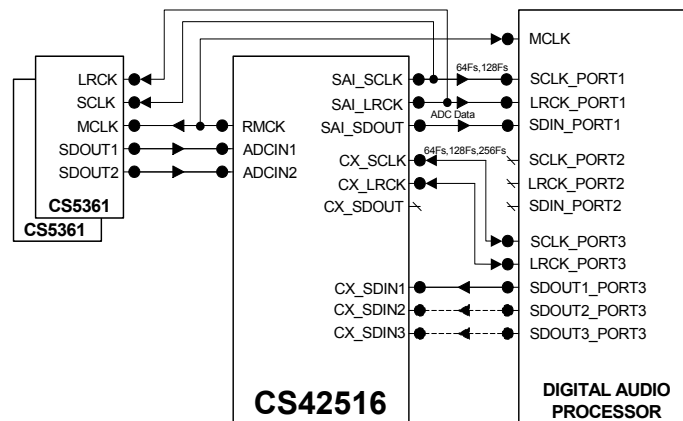 LRCK
SCLK
MCLK
SDOUT1
SDOUT2
CS5361
CS5361
RMCK
ADCIN1
ADCIN2
SAI_SCLK
SAI_LRCK
SAI_SDOUT
CX_SCLK
CX_LRCK
CX_SDOUT
CX_SDIN1
CX_SDIN2
CX_SDIN3
CS42516
64Fs,128Fs
ADC Data
64Fs,128Fs,256Fs
MCLK
SCLK_PORT1
LRCK_PORT1
SDIN_PORT1
SCLK_PORT2
LRCK_PORT2
SDIN_PORT2
SCLK_PORT3
LRCK_PORT3
SDOUT1_PORT3
SDOUT2_PORT3
SDOUT3_PORT3
DIGITAL AUDIO
PROCESSOR